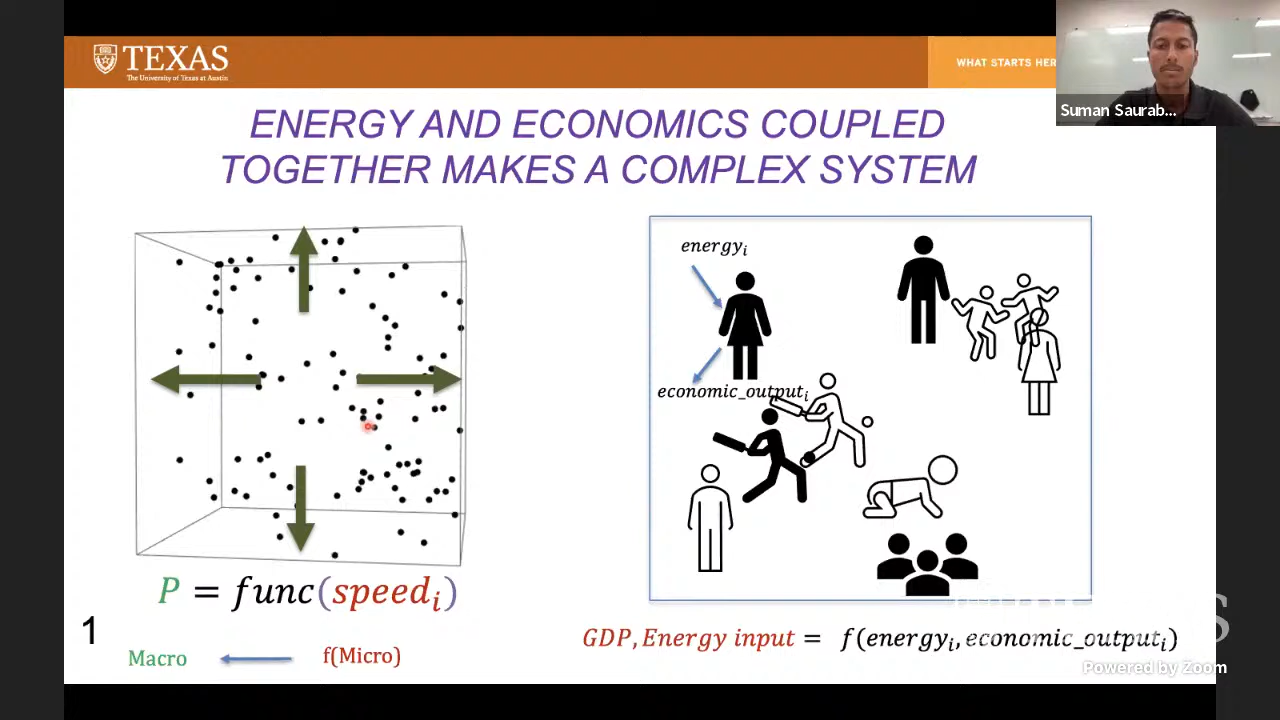 TEXAS
The University of Texas at Austin
WHAT STARTS HER
Suman Saurab...
ENERGY AND ECONOMICS COUPLED
TOGETHER MAKES A COMPLEX SYSTEM
energyᵢ
economic_outputᵢ
P = func(speedᵢ)
1
Macro
f(Micro)
GDP, Energy input = f(energyᵢ, economic_outputᵢ)
Powered by Zoom